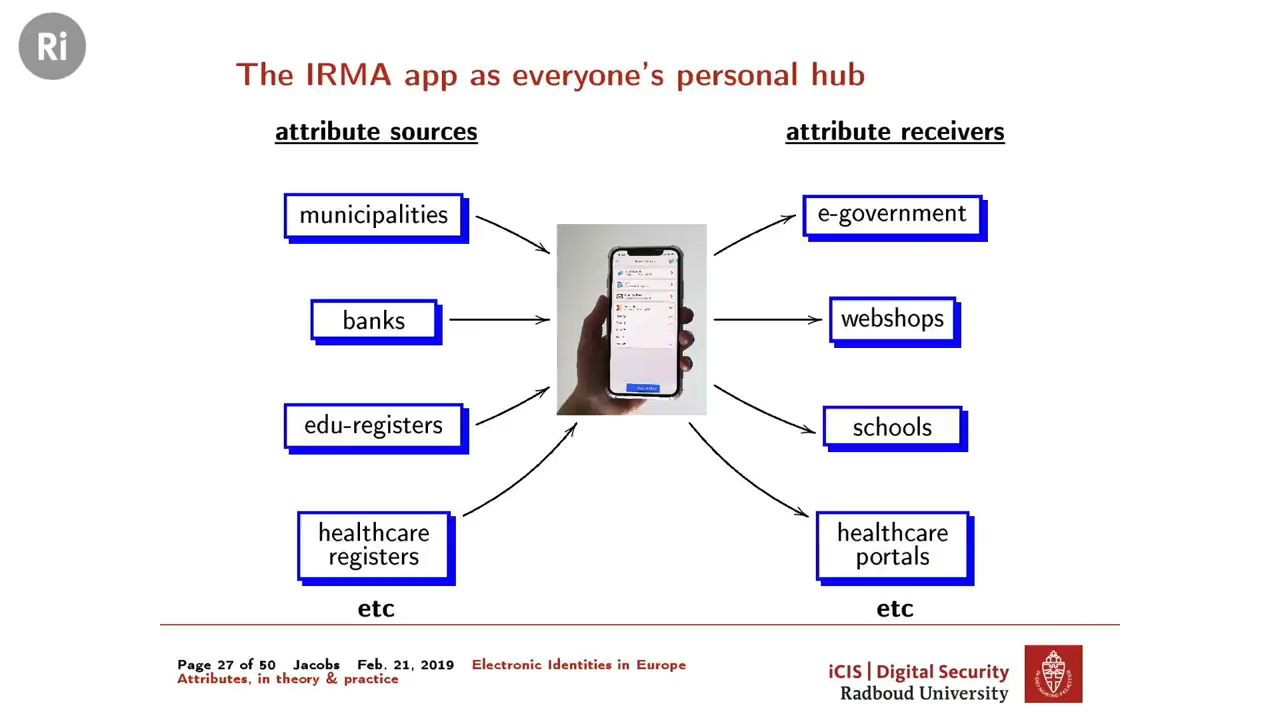 Ri
The IRMA app as everyone's personal hub
attribute sources
attribute receivers
municipalities
e-government
banks
webshops
edu-registers
schools
healthcare
registers
healthcare
portals
etc
etc
Page 27 of 50 Jacobs Feb. 21, 2019 Electronic Identities in Europe
Attributes, in theory & practice
iCIS | Digital Security
Radboud University